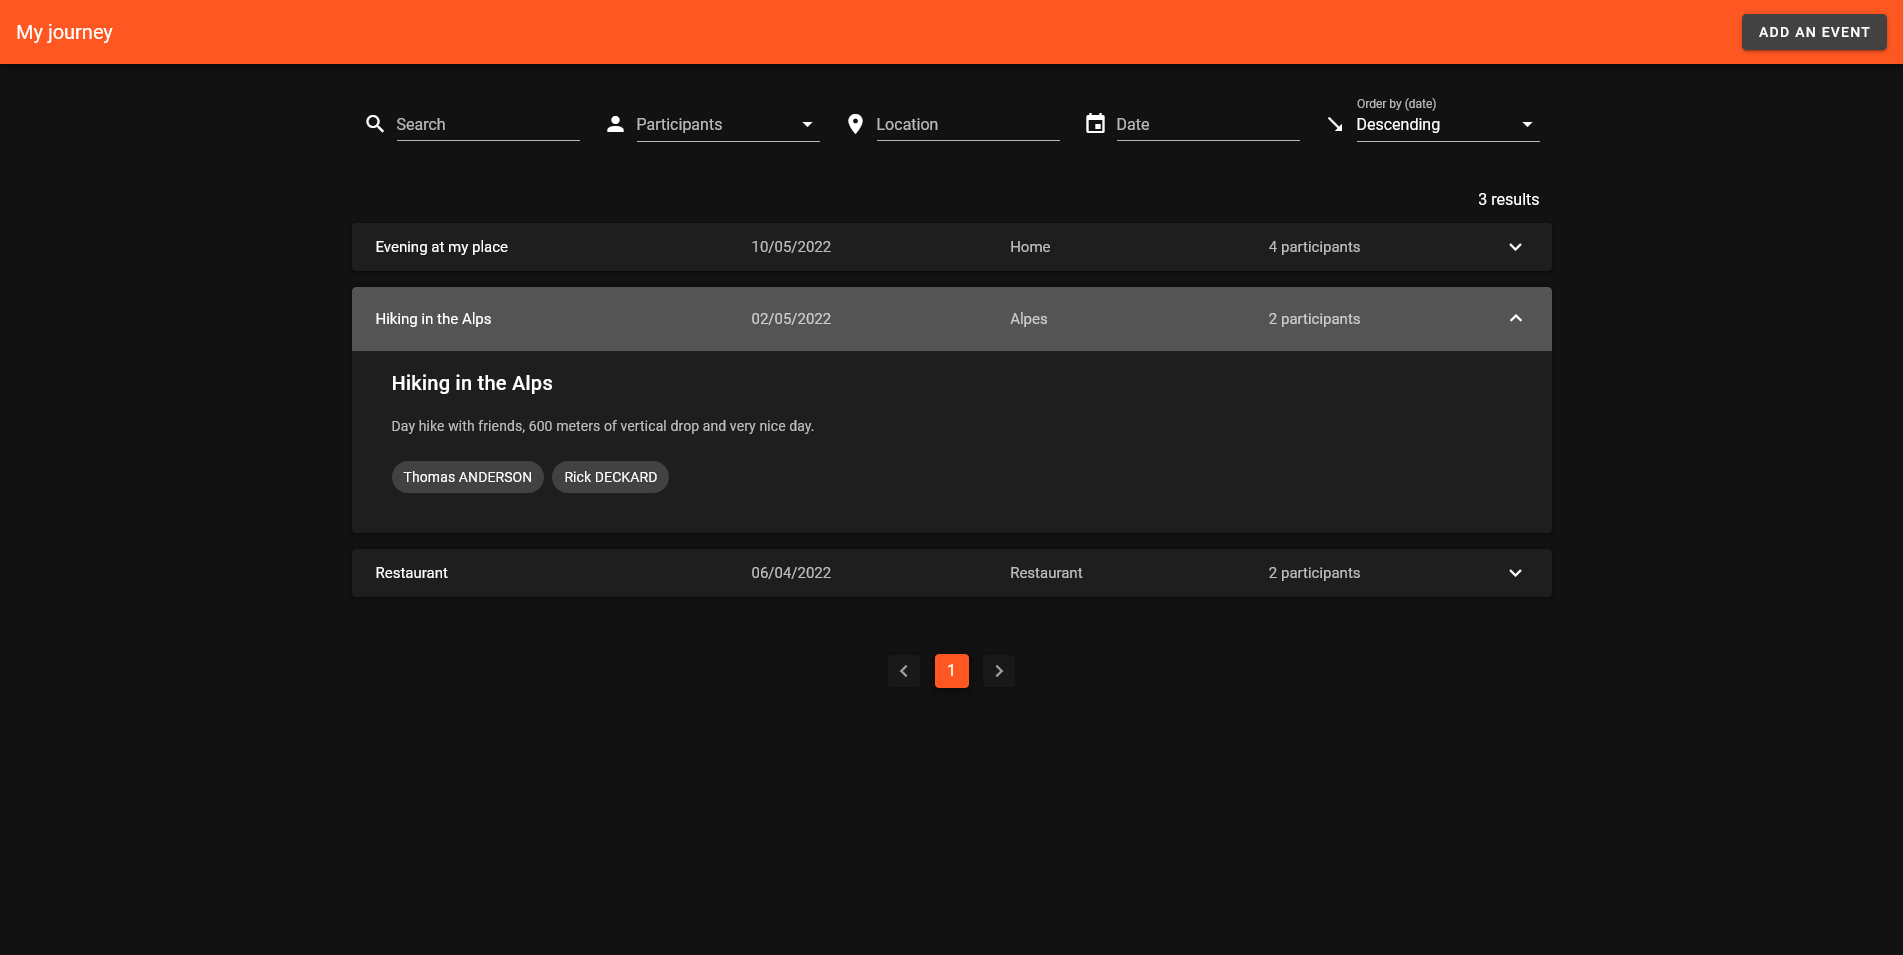 My journey
ADD AN EVENT
Search
Participants
Location
Date
Order by (date)
Descending
3 results
Evening at my place 10/05/2022 Home 4 participants
Hiking in the Alps 02/05/2022 Alpes 2 participants
Hiking in the Alps
Day hike with friends, 600 meters of vertical drop and very nice day.
Thomas ANDERSON Rick DECKARD
Restaurant 06/04/2022 Restaurant 2 participants
1